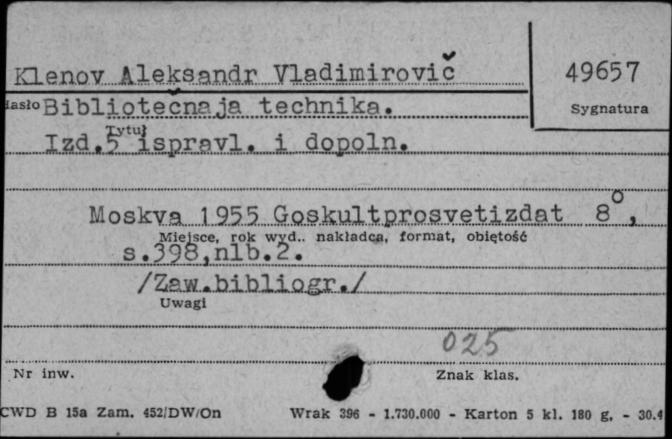 Klenov Aleksandr Vladimirovič
49657
Sygnatura
Hasło Bibliotečnaja technika.
Tytuł
Izd.5 ispravl. i dopoln.
Moskva 1955 Goskultprosvetizdat 8°,
Miejsce, rok wyd.. nakładca, format, obiętość
s.398,nlb.2.
/Zaw.bibliogr./
Uwagi
025
Nr inw.
Znak klas.
CWD B 15a Zam. 452/DW/On Wrak 396 - 1.730.000 - Karton 5 kl. 180 g. - 30.4